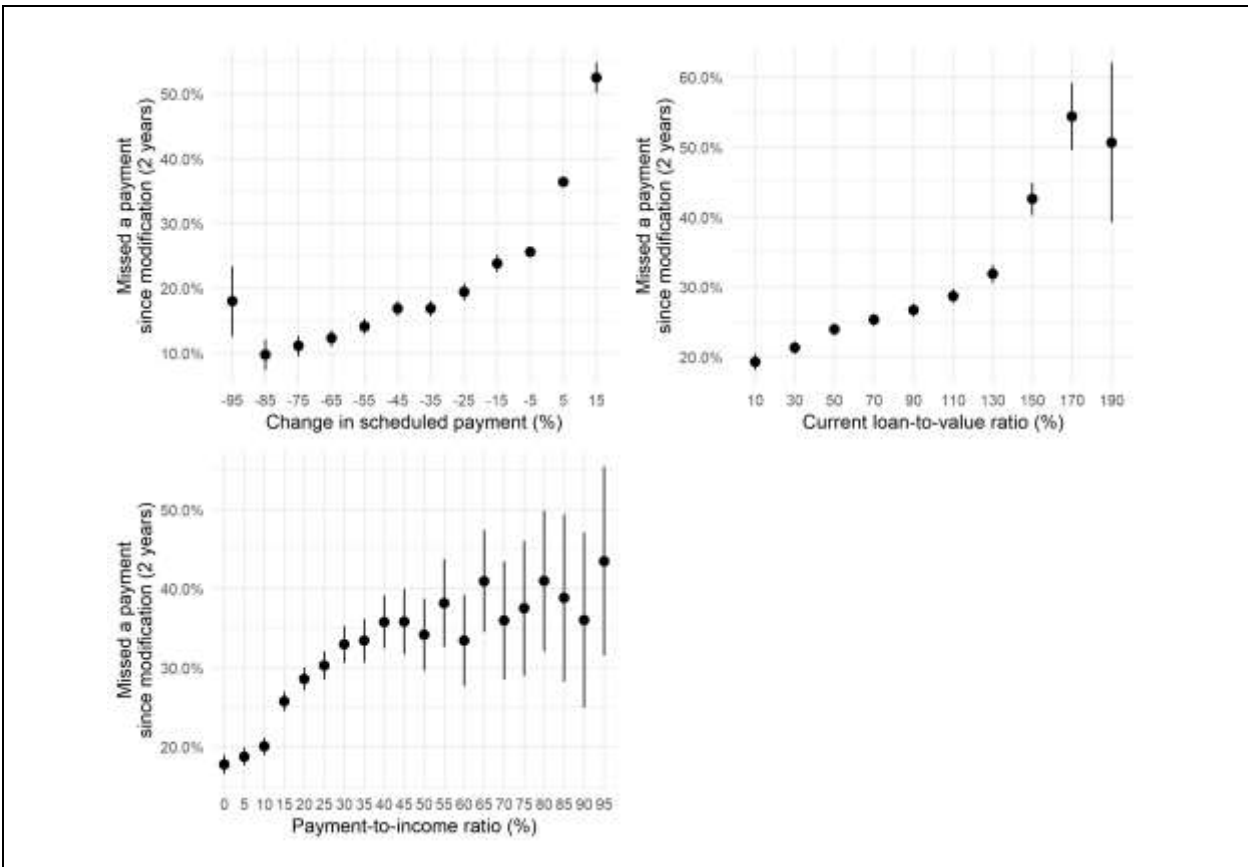 Missed a payment
since modification (2 years)
50.0%
40.0%
30.0%
20.0%
10.0%
-95 -85 -75 -65 -55 -45 -35 -25 -15 -5 5 15
Change in scheduled payment (%)
Missed a payment
since modification (2 years)
60.0%
50.0%
40.0%
30.0%
20.0%
10 30 50 70 90 110 130 150 170 190
Current loan-to-value ratio (%)
Missed a payment
since modification (2 years)
50.0%
40.0%
30.0%
20.0%
0 5 10 15 20 25 30 35 40 45 50 55 60 65 70 75 80 85 90 95
Payment-to-income ratio (%)